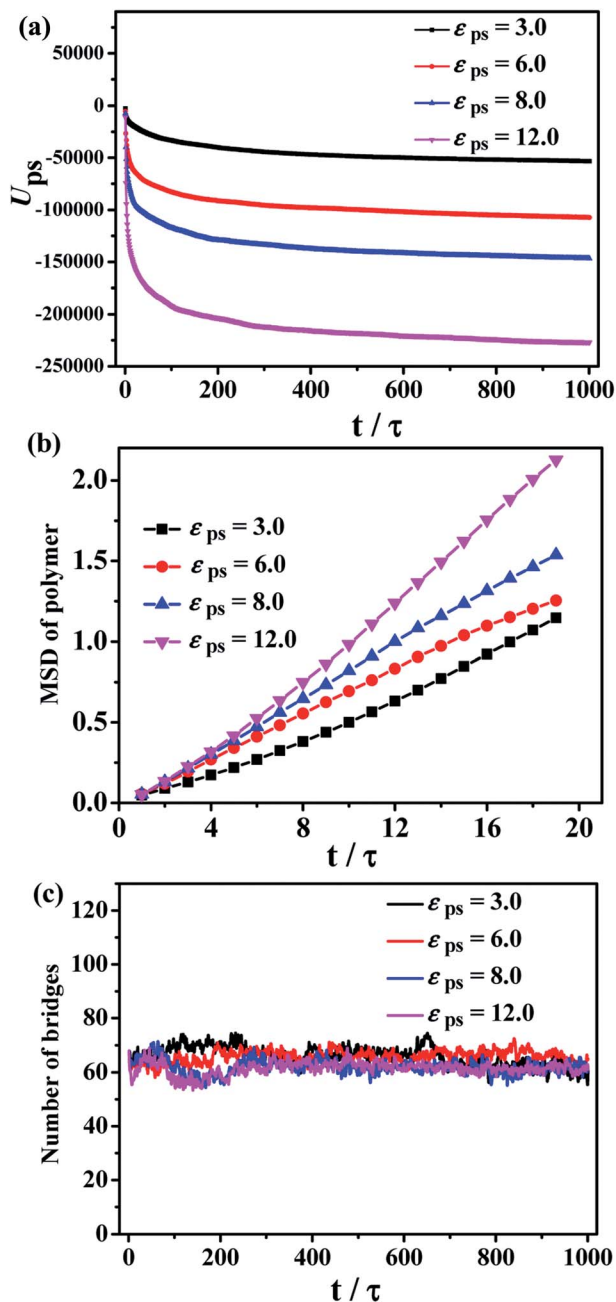 (a)
ε ps = 3.0
ε ps = 6.0
ε ps = 8.0
ε ps = 12.0
50000
0
-50000
-100000
-150000
-200000
-250000
U ps
0 200 400 600 800 1000
t / τ
(b)
ε ps = 3.0
ε ps = 6.0
ε ps = 8.0
ε ps = 12.0
2.0
1.5
1.0
0.5
0.0
MSD of polymer
0 4 8 12 16 20
t / τ
(c)
ε ps = 3.0
ε ps = 6.0
ε ps = 8.0
ε ps = 12.0
120
100
80
60
40
20
0
Number of bridges
0 200 400 600 800 1000
t / τ